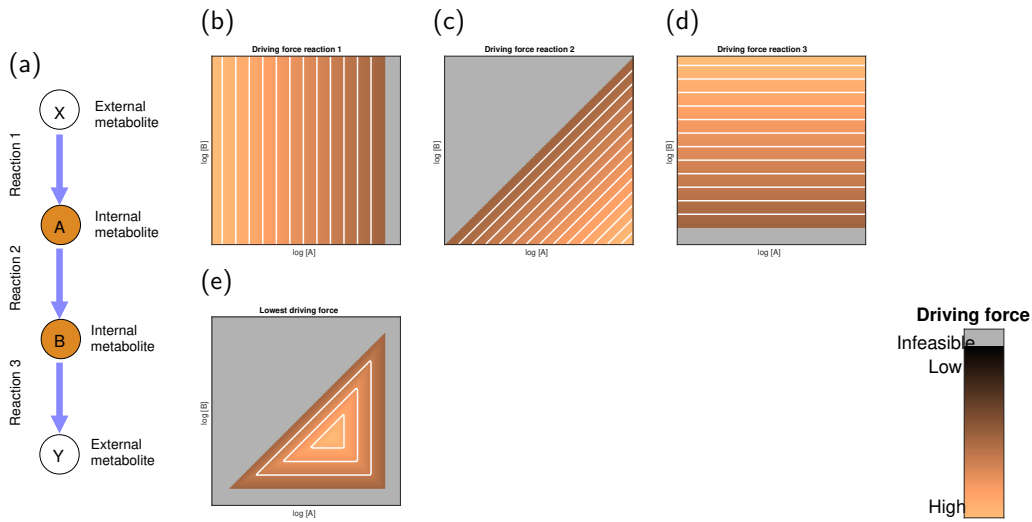 (a)
X
External
metabolite
Reaction 1
A
Internal
metabolite
Reaction 2
B
Internal
metabolite
Reaction 3
Y
External
metabolite
(b)
Driving force reaction 1
log [B]
log [A]
(c)
Driving force reaction 2
log [B]
log [A]
(d)
Driving force reaction 3
log [B]
log [A]
(e)
Lowest driving force
log [B]
log [A]
Driving force
Infeasible
Low
High